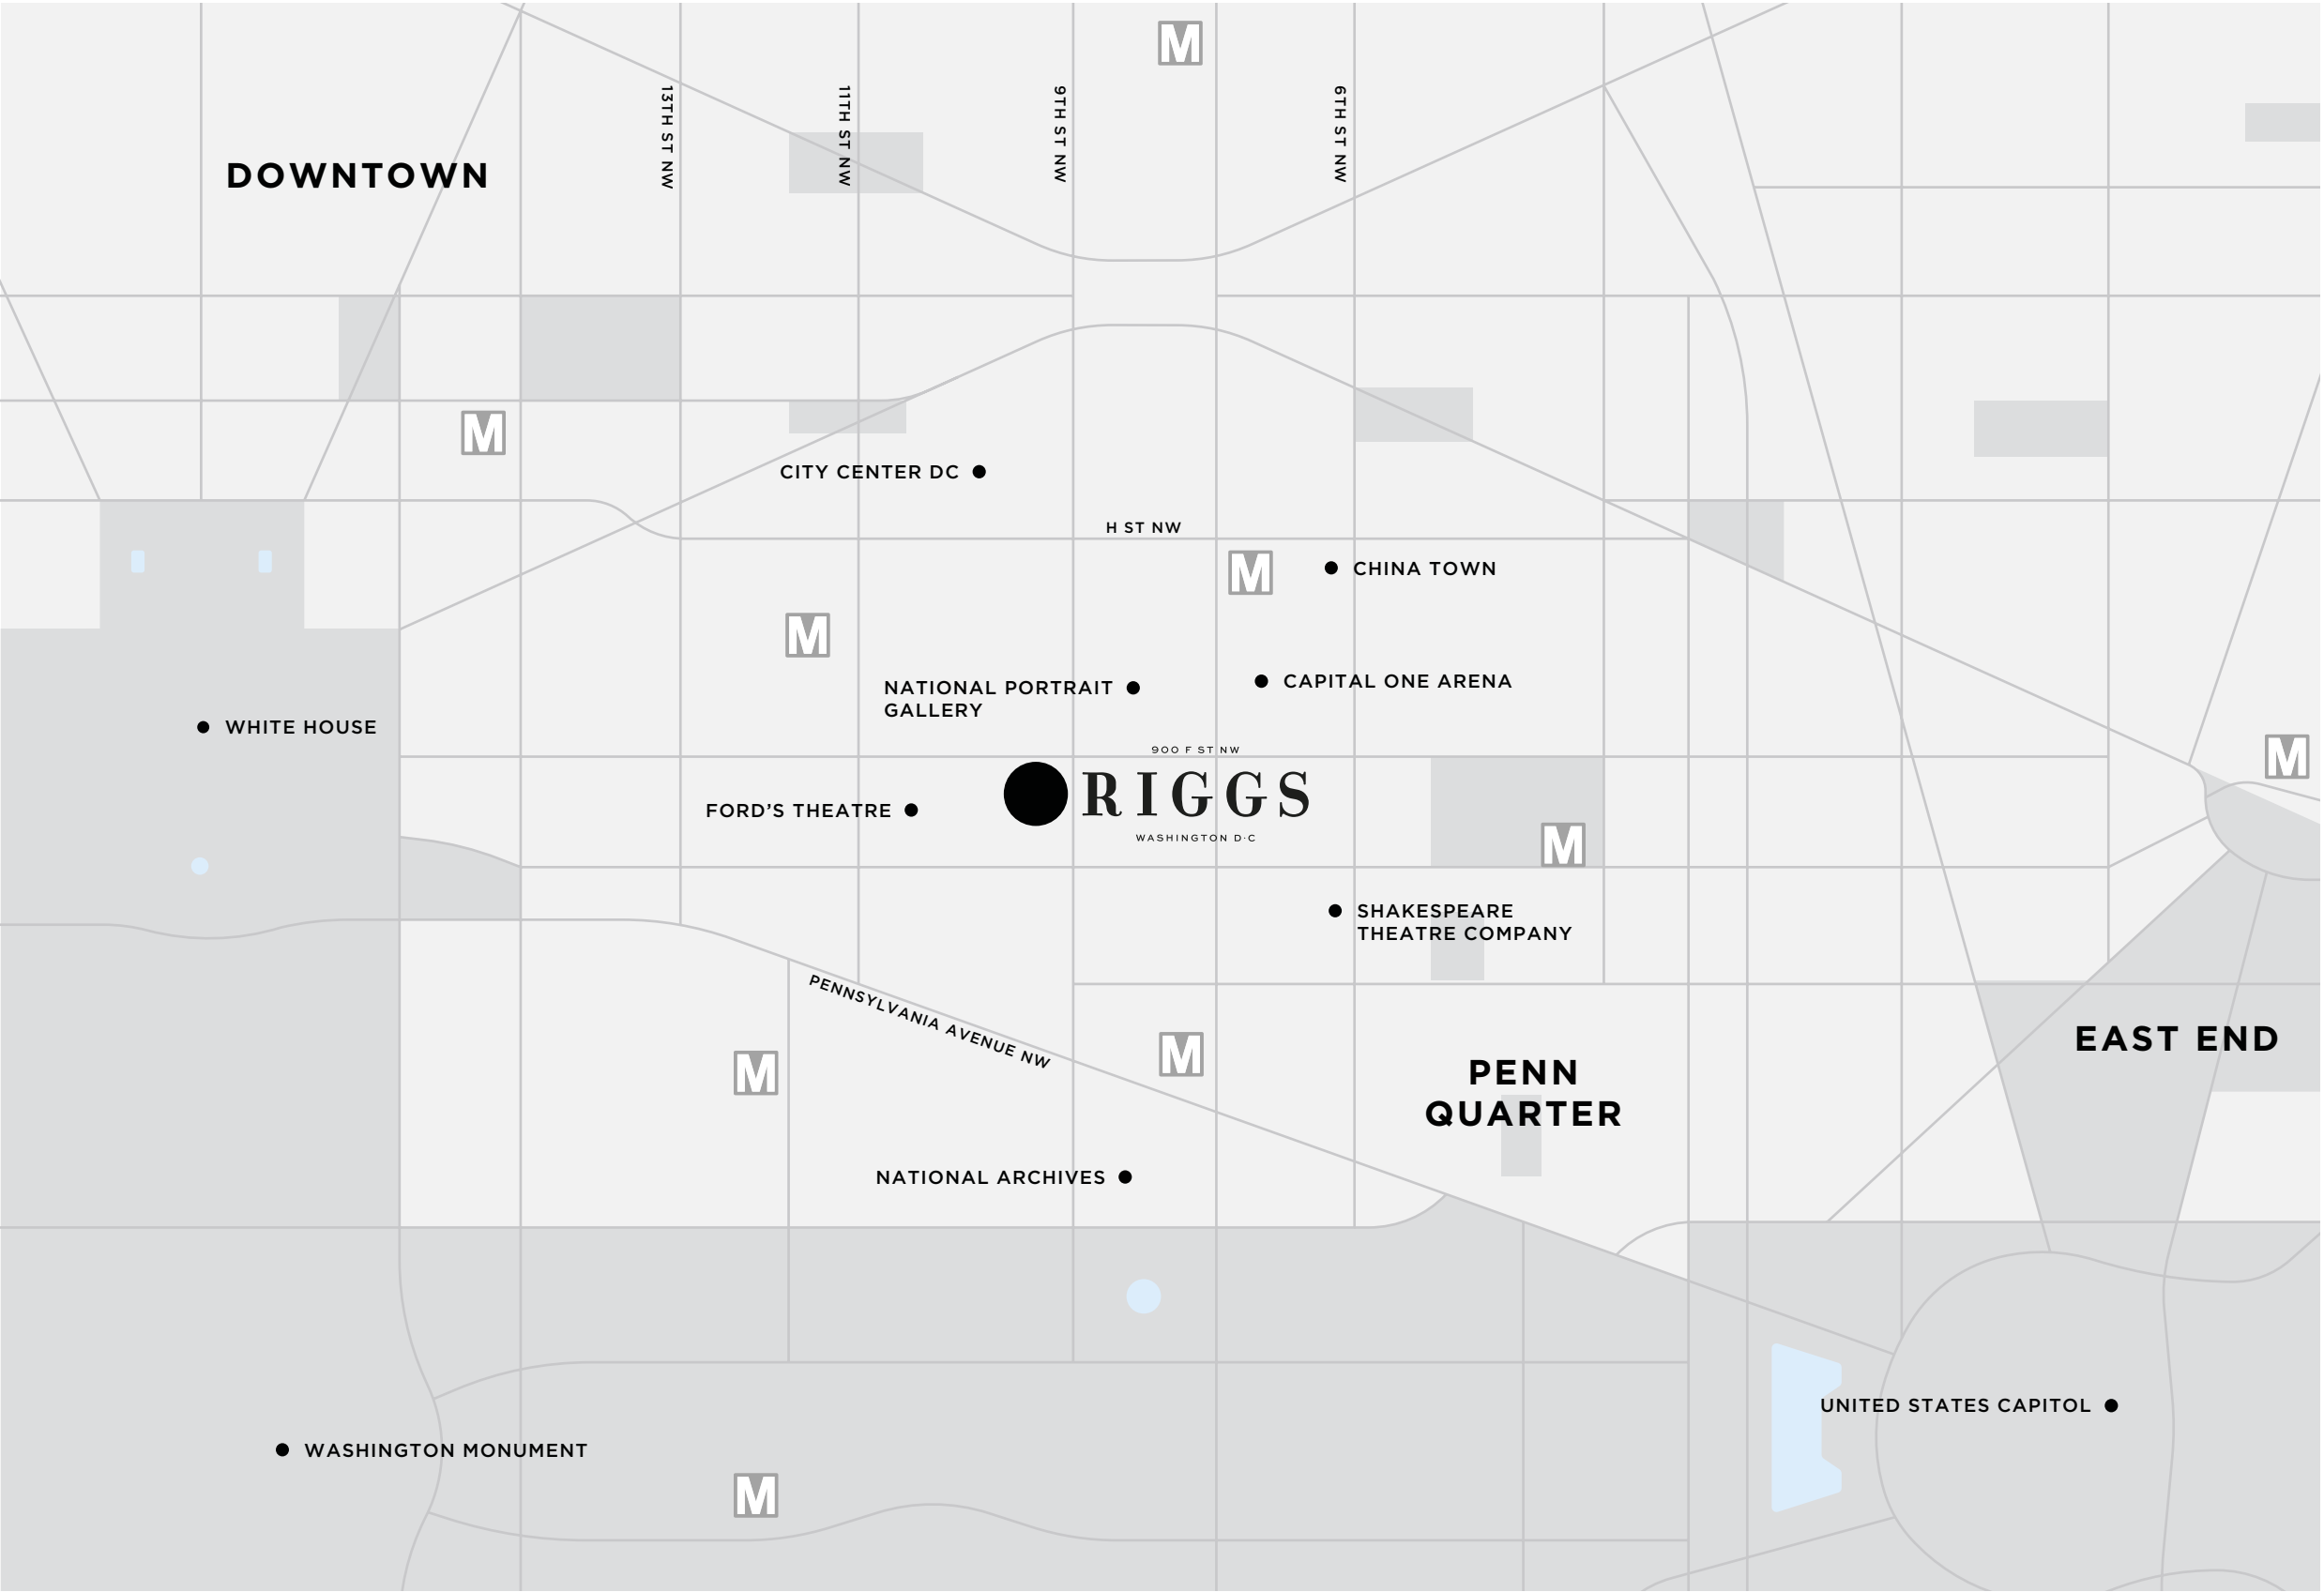 M
13TH ST NW
11TH ST NW
9TH ST NW
6TH ST NW
DOWNTOWN
M
CITY CENTER DC
H ST NW
M
CHINA TOWN
M
NATIONAL PORTRAIT
GALLERY
CAPITAL ONE ARENA
WHITE HOUSE
900 F ST NW
RIGGS
WASHINGTON D·C
M
FORD'S THEATRE
M
SHAKESPEARE
THEATRE COMPANY
PENNSYLVANIA AVENUE NW
EAST END
M
M
PENN
QUARTER
NATIONAL ARCHIVES
UNITED STATES CAPITOL
WASHINGTON MONUMENT
M